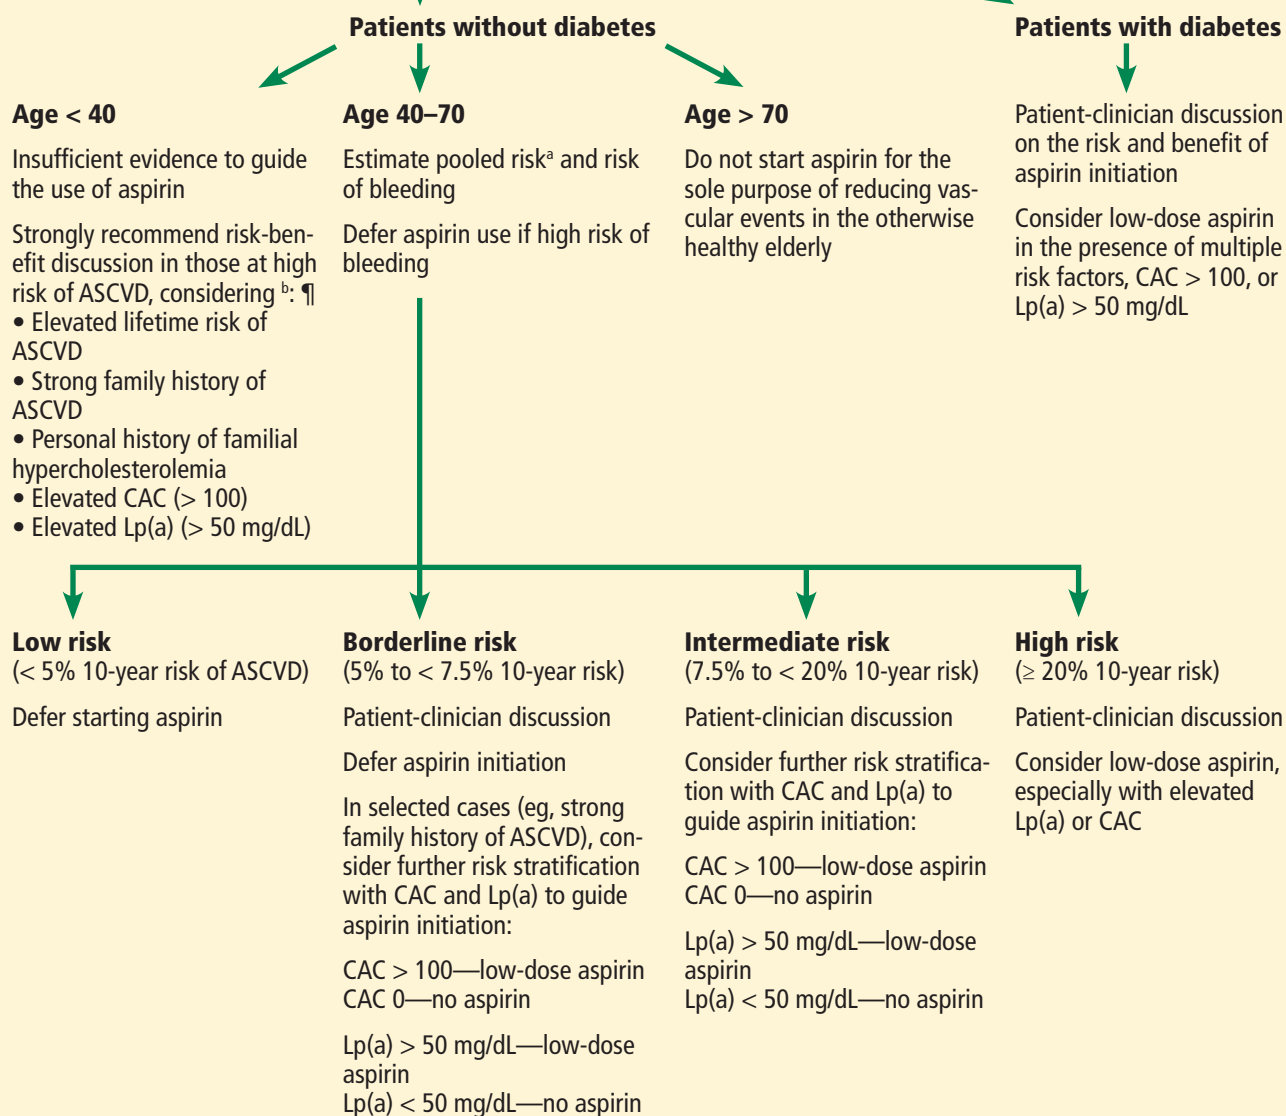 Patients without diabetes
Patients with diabetes
Age < 40
Insufficient evidence to guide
the use of aspirin
Strongly recommend risk-ben-
efit discussion in those at high
risk of ASCVD, considering ᵇ: ¶
• Elevated lifetime risk of
ASCVD
• Strong family history of
ASCVD
• Personal history of familial
hypercholesterolemia
• Elevated CAC (> 100)
• Elevated Lp(a) (> 50 mg/dL)
Age 40–70
Estimate pooled riskᵃ and risk
of bleeding
Defer aspirin use if high risk of
bleeding
Age > 70
Do not start aspirin for the
sole purpose of reducing vas-
cular events in the otherwise
healthy elderly
Patient-clinician discussion
on the risk and benefit of
aspirin initiation
Consider low-dose aspirin
in the presence of multiple
risk factors, CAC > 100, or
Lp(a) > 50 mg/dL
Low risk
(< 5% 10-year risk of ASCVD)
Defer starting aspirin
Borderline risk
(5% to < 7.5% 10-year risk)
Patient-clinician discussion
Defer aspirin initiation
In selected cases (eg, strong
family history of ASCVD), con-
sider further risk stratification
with CAC and Lp(a) to guide
aspirin initiation:
CAC > 100—low-dose aspirin
CAC 0—no aspirin
Lp(a) > 50 mg/dL—low-dose
aspirin
Lp(a) < 50 mg/dL—no aspirin
Intermediate risk
(7.5% to < 20% 10-year risk)
Patient-clinician discussion
Consider further risk stratifica-
tion with CAC and Lp(a) to
guide aspirin initiation:
CAC > 100—low-dose aspirin
CAC 0—no aspirin
Lp(a) > 50 mg/dL—low-dose
aspirin
Lp(a) < 50 mg/dL—no aspirin
High risk
(≥ 20% 10-year risk)
Patient-clinician discussion
Consider low-dose aspirin,
especially with elevated
Lp(a) or CAC